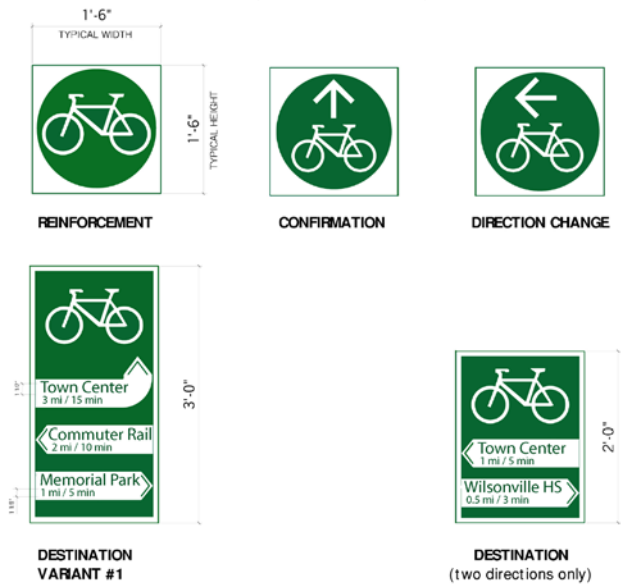 1'-6"
TYPICAL WIDTH
1'-6"
TYPICAL HEIGHT
REINFORCEMENT
CONFIRMATION
DIRECTION CHANGE
Town Center
3 mi / 15 min
Commuter Rail
2 mi / 10 min
Memorial Park
1 mi / 5 min
3'-0"
DESTINATION
VARIANT #1
Town Center
1 mi / 5 min
Wilsonville HS
0.5 mi / 3 min
2'-0"
DESTINATION
(two directions only)